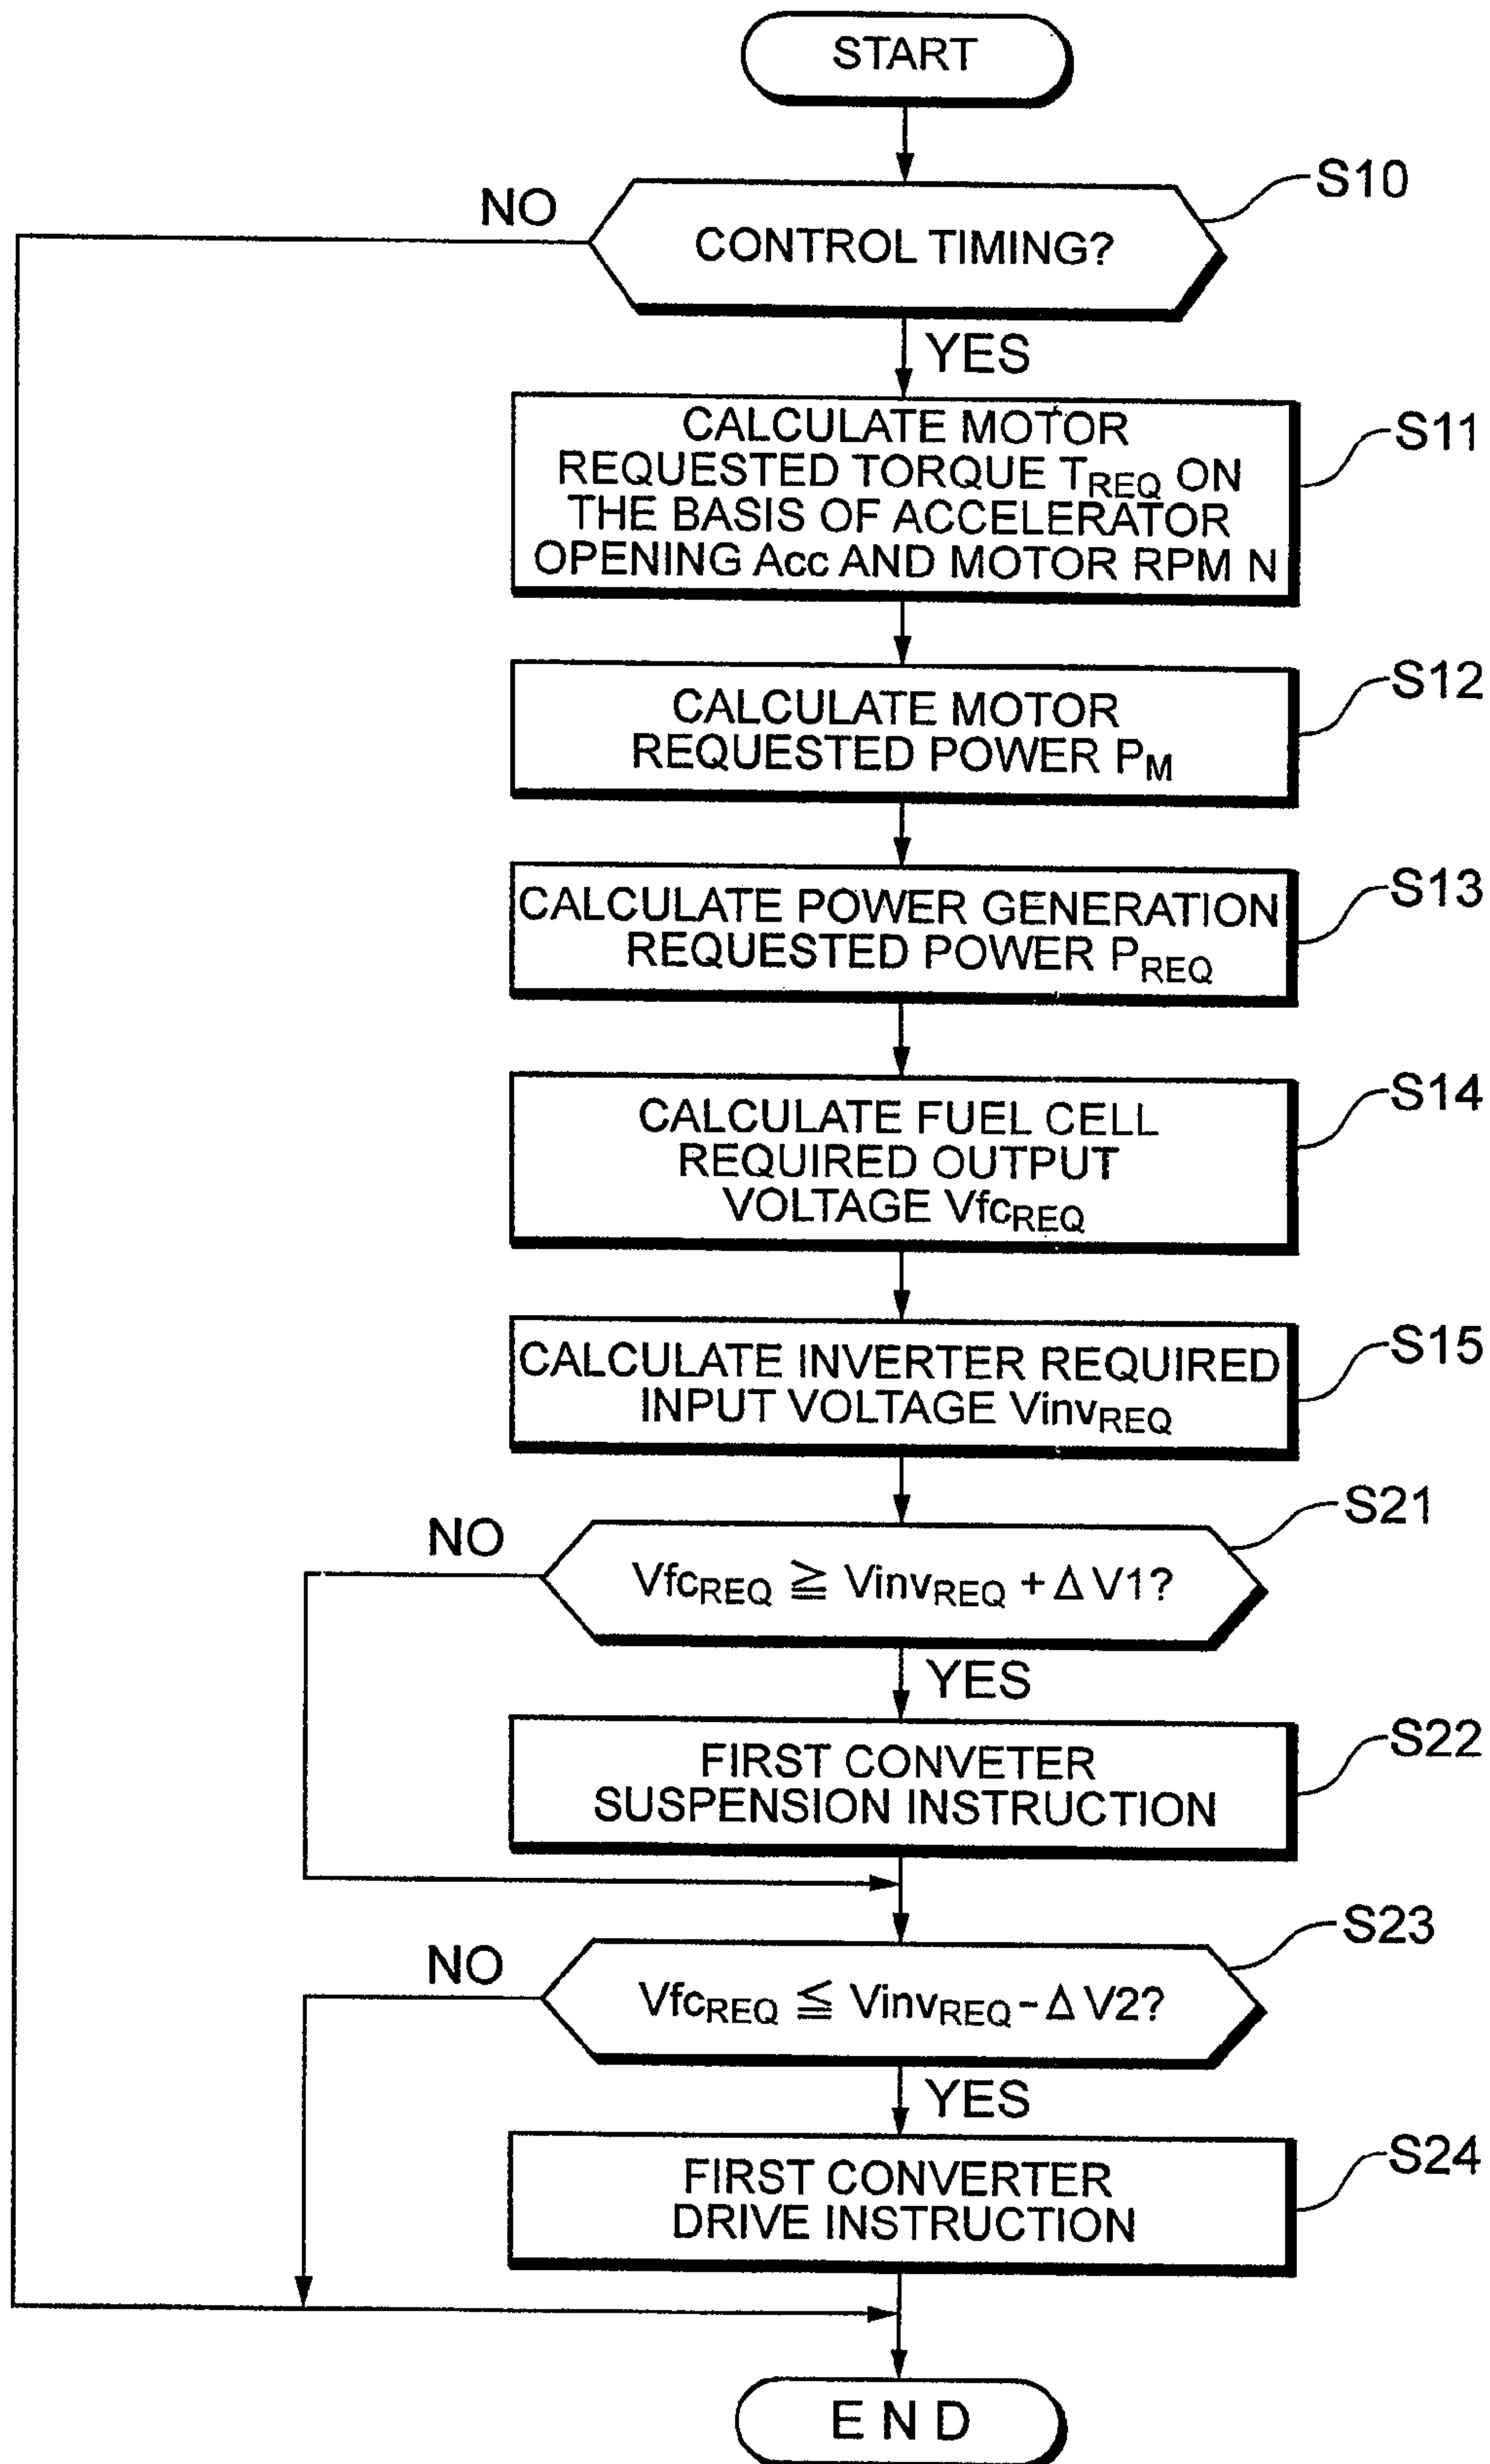 START
S10
NO
CONTROL TIMING?
YES
S11
CALCULATE MOTOR
REQUESTED TORQUE TREQ ON
THE BASIS OF ACCELERATOR
OPENING Acc AND MOTOR RPM N
S12
CALCULATE MOTOR
REQUESTED POWER PM
S13
CALCULATE POWER GENERATION
REQUESTED POWER PREQ
S14
CALCULATE FUEL CELL
REQUIRED OUTPUT
VOLTAGE VfcREQ
S15
CALCULATE INVERTER REQUIRED
INPUT VOLTAGE VinvREQ
S21
NO
VfcREQ ≧ VinvREQ + Δ V1?
YES
S22
FIRST CONVETER
SUSPENSION INSTRUCTION
S23
NO
VfcREQ ≦ VinvREQ - Δ V2?
YES
S24
FIRST CONVERTER
DRIVE INSTRUCTION
E N D